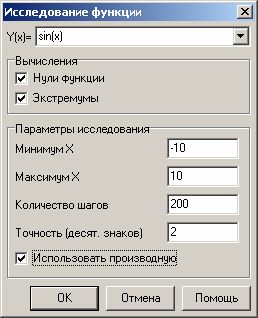 Исследование функции
Y(x)= sin(x)
Вычисления
Нули функции
Экстремумы
Параметры исследования
Минимум X -10
Максимум X 10
Количество шагов 200
Точность (десят. знаков) 2
Использовать производную
OK Отмена Помощь